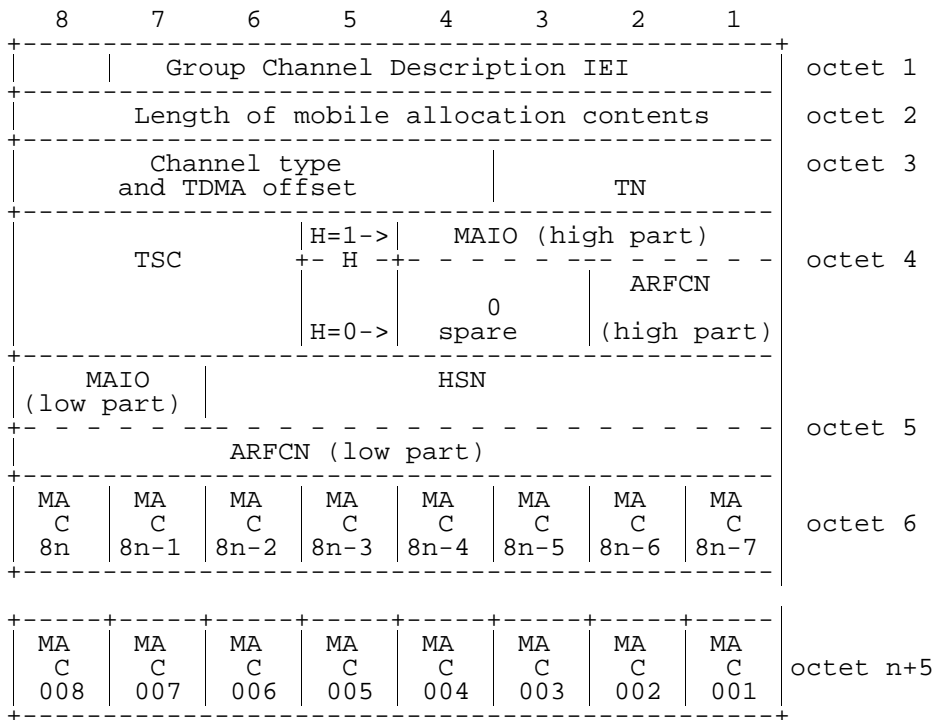 8 7 6 5 4 3 2 1
Group Channel Description IEI octet 1
Length of mobile allocation contents octet 2
Channel type octet 3
and TDMA offset TN
H=1-> MAIO (high part)
TSC +- H -+- - - - - --- - - - - - octet 4
ARFCN
0
H=0-> spare (high part)
MAIO HSN
(low part)
octet 5
ARFCN (low part)
MA MA MA MA MA MA MA MA
C C C C C C C C octet 6
8n 8n-1 8n-2 8n-3 8n-4 8n-5 8n-6 8n-7
MA MA MA MA MA MA MA MA
C C C C C C C C octet n+5
008 007 006 005 004 003 002 001